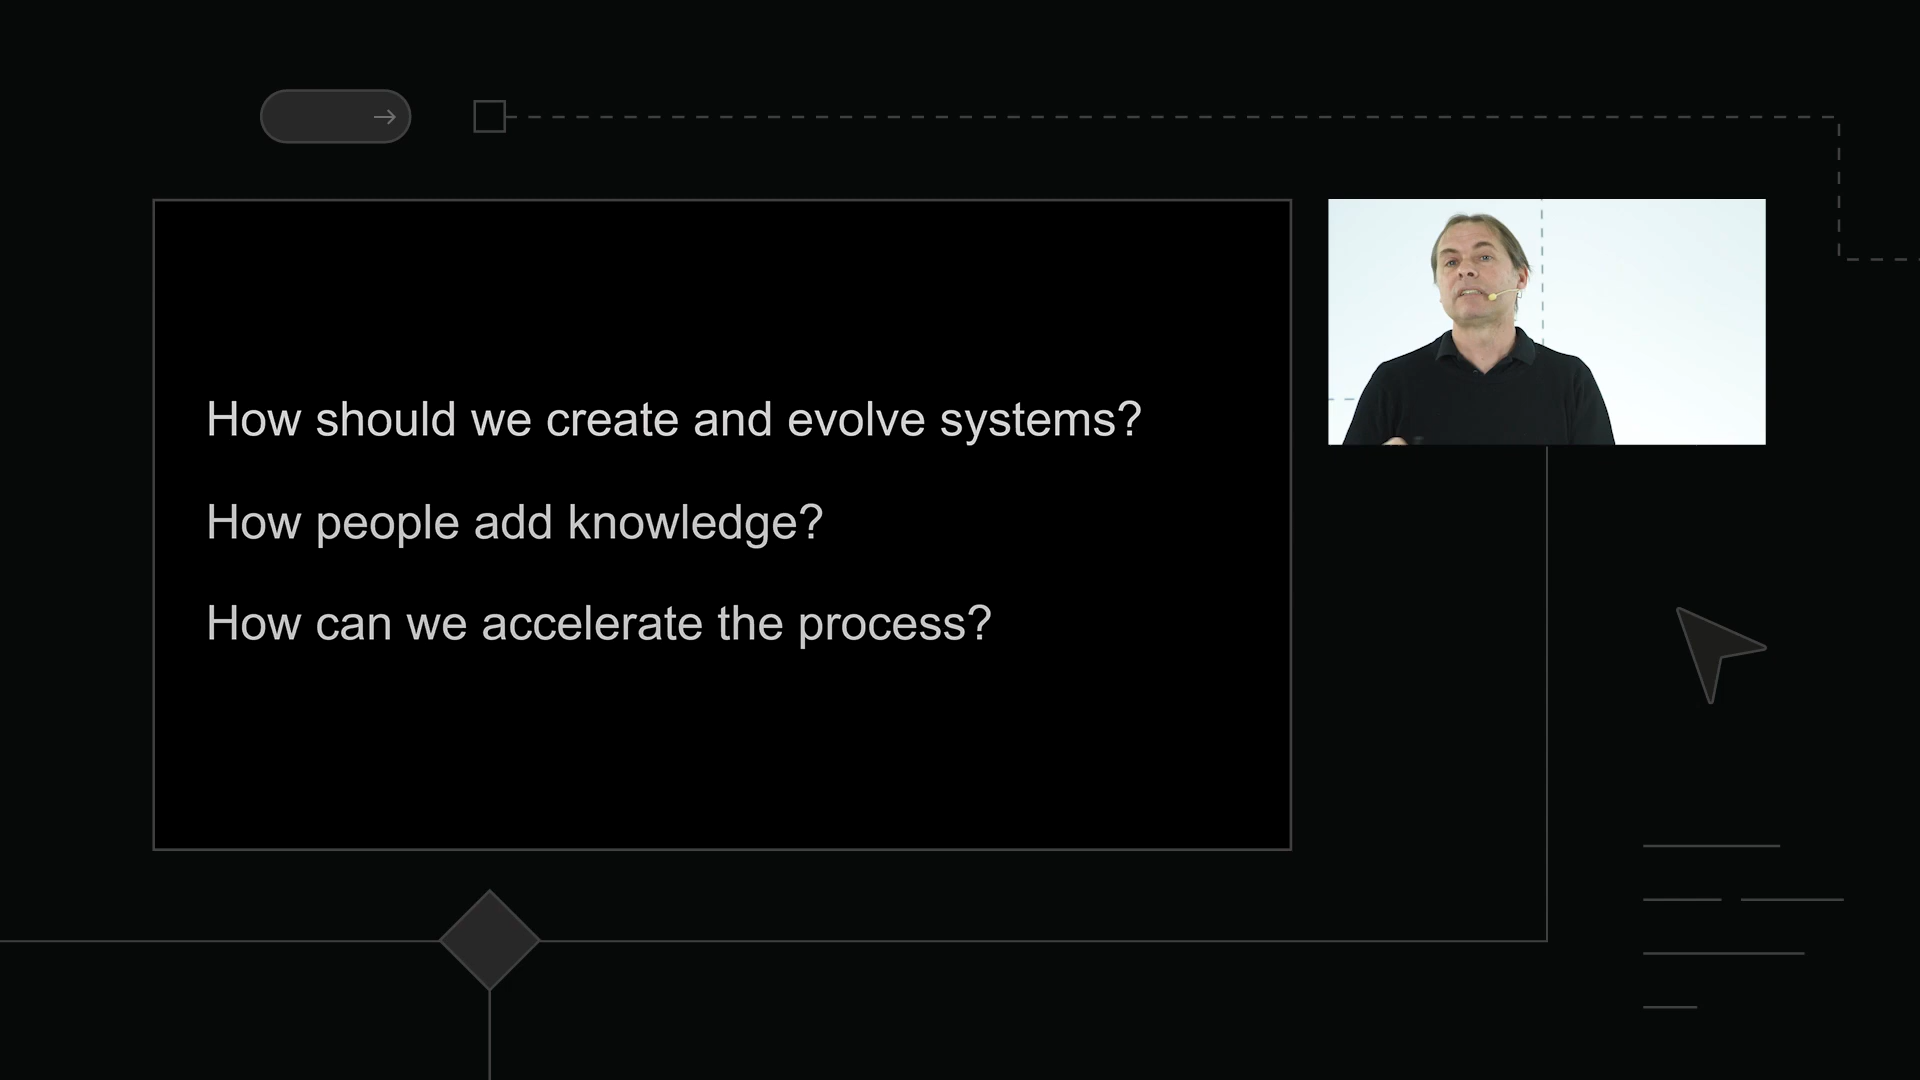 How should we create and evolve systems?
How people add knowledge?
How can we accelerate the process?